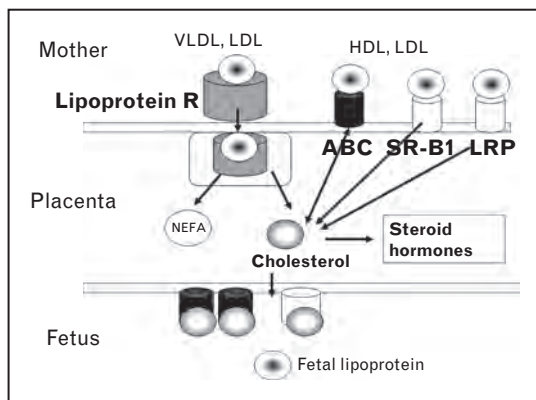 Mother
VLDL, LDL
HDL, LDL
Lipoprotein R
ABC SR-B1 LRP
Placenta
NEFA
Cholesterol
Steroid
hormones
Fetus
Fetal lipoprotein